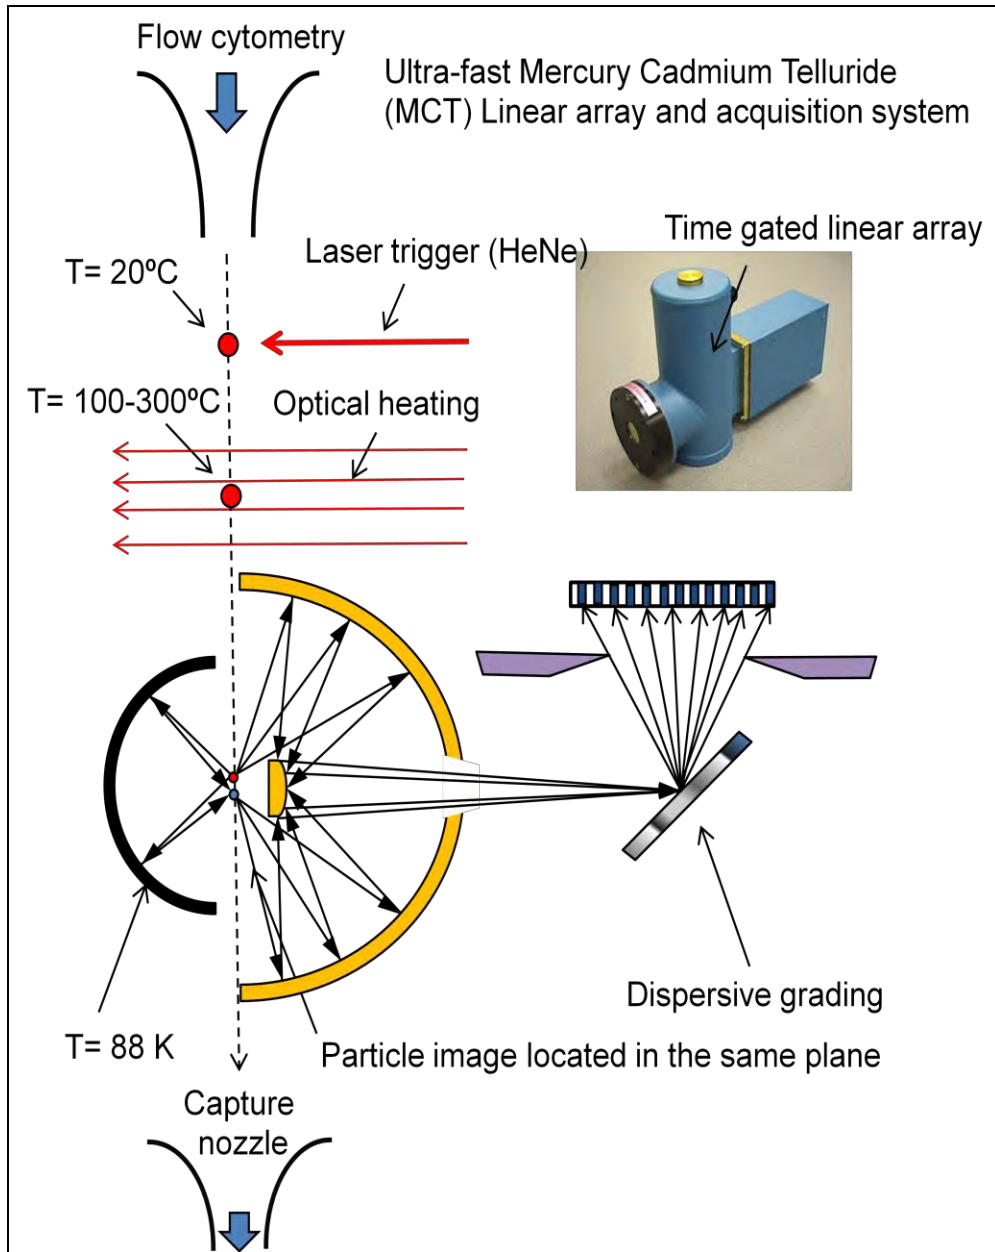 Flow cytometry
Ultra-fast Mercury Cadmium Telluride
(MCT) Linear array and acquisition system
Time gated linear array
Laser trigger (HeNe)
T= 20ºC
T= 100-300ºC
Optical heating
Dispersive grading
T= 88 K
Particle image located in the same plane
Capture
nozzle